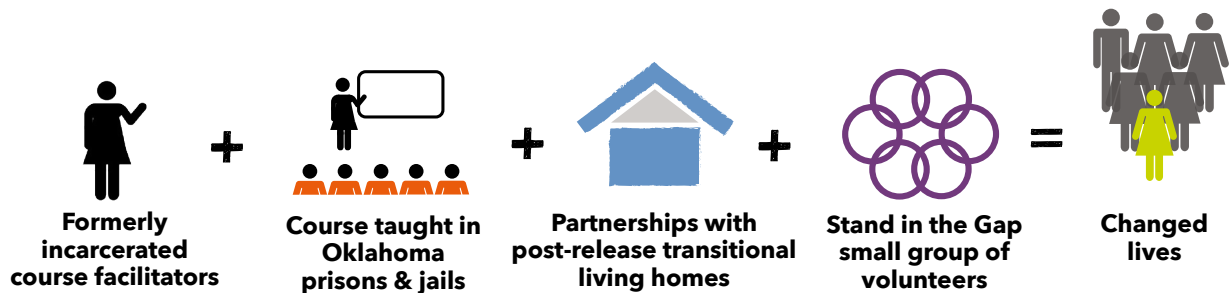 Formerly
incarcerated
course facilitators
+
Course taught in
Oklahoma
prisons & jails
+
Partnerships with
post-release transitional
living homes
+
Stand in the Gap
small group of
volunteers
=
Changed
lives